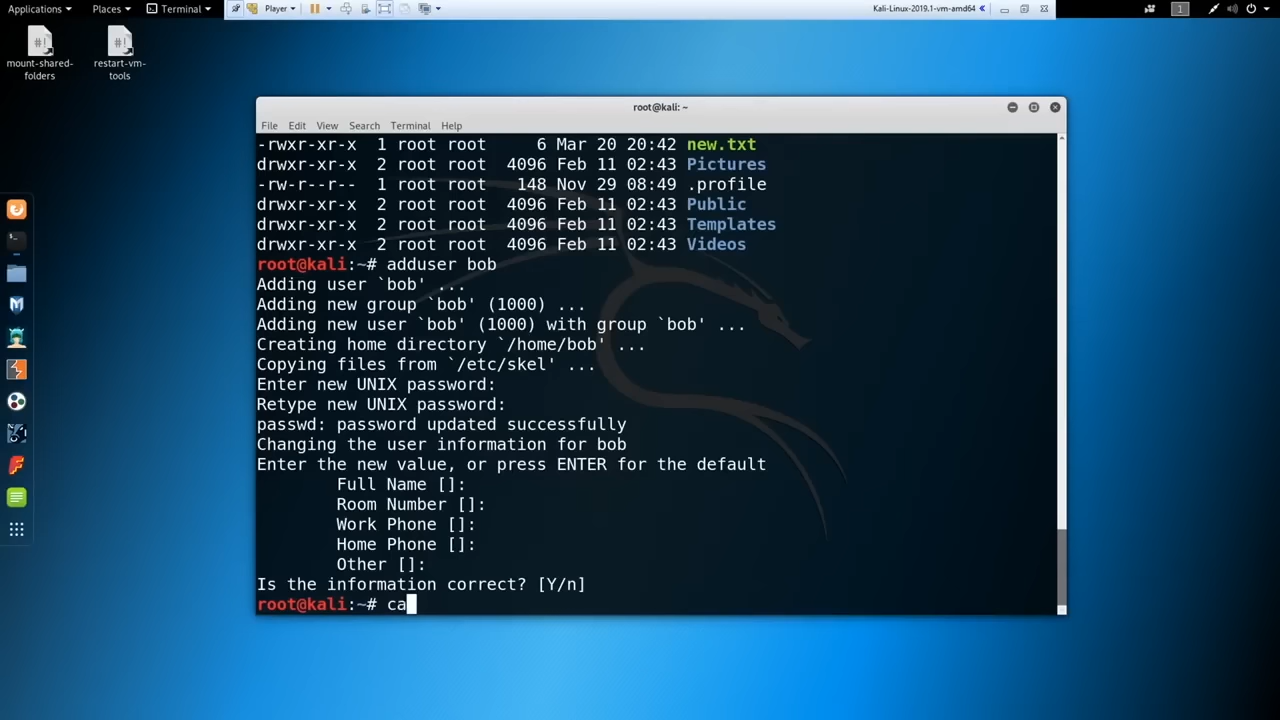 Applications Places Terminal Player Kali-Linux-2019.1-vm-amd64 1
mount-shared-folders
restart-vm-tools
root@kali: ~
File Edit View Search Terminal Help
-rwxr-xr-x 1 root root 6 Mar 20 20:42 new.txt
drwxr-xr-x 2 root root 4096 Feb 11 02:43 Pictures
-rw-r--r-- 1 root root 148 Nov 29 08:49 .profile
drwxr-xr-x 2 root root 4096 Feb 11 02:43 Public
drwxr-xr-x 2 root root 4096 Feb 11 02:43 Templates
drwxr-xr-x 2 root root 4096 Feb 11 02:43 Videos
root@kali:~# adduser bob
Adding user `bob' ...
Adding new group `bob' (1000) ...
Adding new user `bob' (1000) with group `bob' ...
Creating home directory `/home/bob' ...
Copying files from `/etc/skel' ...
Enter new UNIX password:
Retype new UNIX password:
passwd: password updated successfully
Changing the user information for bob
Enter the new value, or press ENTER for the default
Full Name []:
Room Number []:
Work Phone []:
Home Phone []:
Other []:
Is the information correct? [Y/n]
root@kali:~# ca